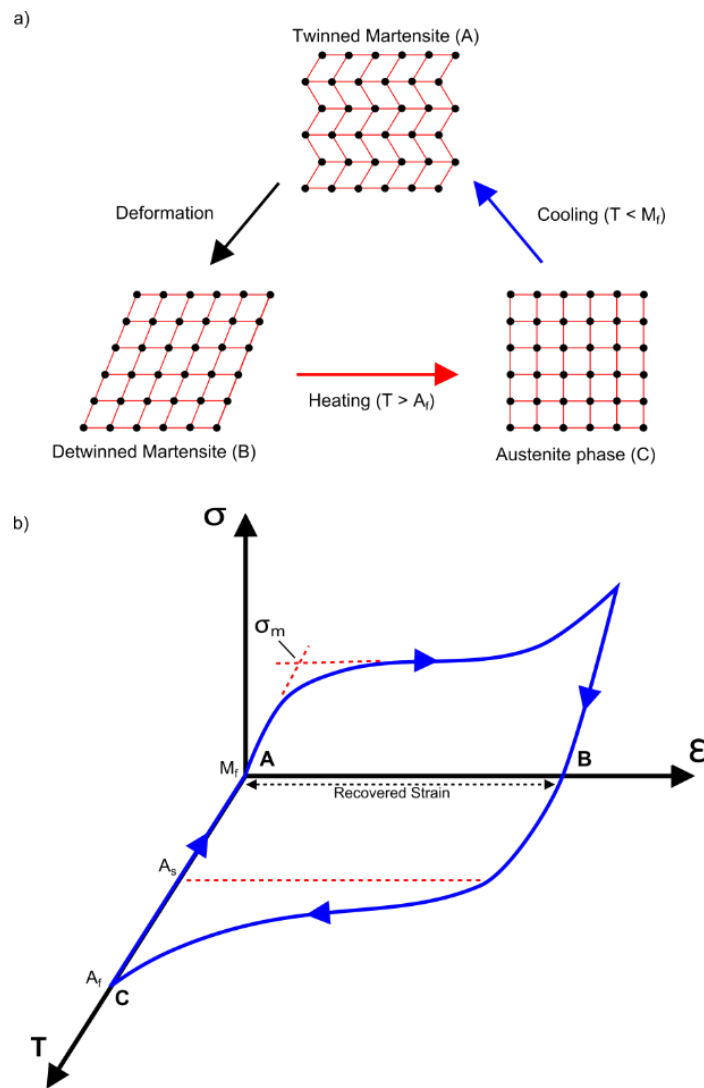 a)
Twinned Martensite (A)
Deformation
Cooling (T < Mf)
Heating (T > Af)
Detwinned Martensite (B)
Austenite phase (C)
b)
σ
σm
A
B
ε
Mf
Recovered Strain
As
Af
C
T